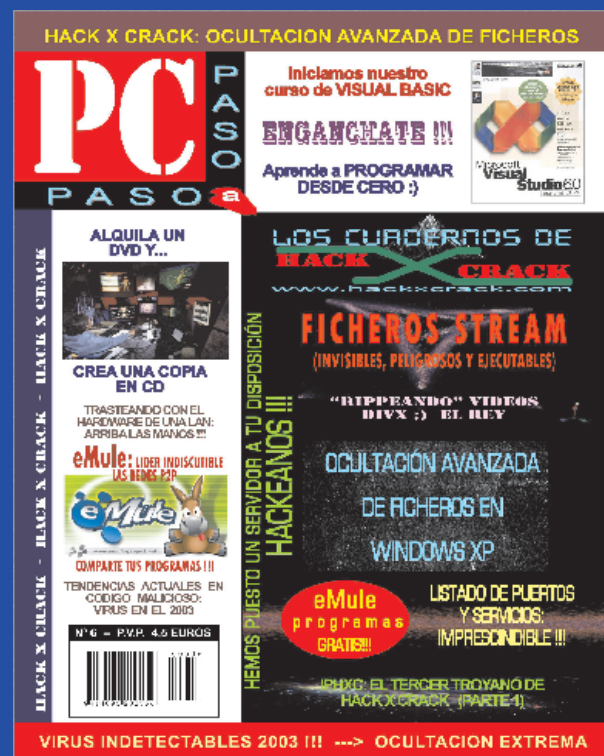 HACK X CRACK: OCULTACION AVANZADA DE FICHEROS
PC
PASO
a
PASO
Iniciamos nuestro
curso de VISUAL BASIC
ENGANCHATE !!!
Aprende a PROGRAMAR
DESDE CERO :)
Microsoft
Visual
Studio 6.0
HACK X CRACK - HACK X CRACK - HACK X CRACK
ALQUILA UN
DVD Y...
CREA UNA COPIA
EN CD
TRASTEANDO CON EL
HARDWARE DE UNA LAN:
ARRIBA LAS MANOS !!!
eMule: LIDER INDISCUTIBLE
LAS REDES P2P
eMule
COMPARTE TUS PROGRAMAS !!!
TENDENCIAS ACTUALES EN
CODIGO MALICIOSO:
VIRUS EN EL 2003
Nº 6 - P.V.P. 4,5 EUROS
HEMOS PUESTO UN SERVIDOR A TU DISPOSICIÓN
HACKEANOS !!!
LOS CUADERNOS DE
HACK X CRACK
www.hackxcrack.com
FICHEROS STREAM
(INVISIBLES, PELIGROSOS Y EJECUTABLES)
"RIPPEANDO" VIDEOS
DIVX ;) EL REY
OCULTACIÓN AVANZADA
DE FICHEROS EN
WINDOWS XP
eMule
programas
GRATIS!!!!
LISTADO DE PUERTOS
Y SERVICIOS:
IMPRESCINDIBLE !!!
IPHXC: EL TERCER TROYANO DE
HACK X CRACK (PARTE 1)
VIRUS INDETECTABLES 2003 !!! ---> OCULTACION EXTREMA